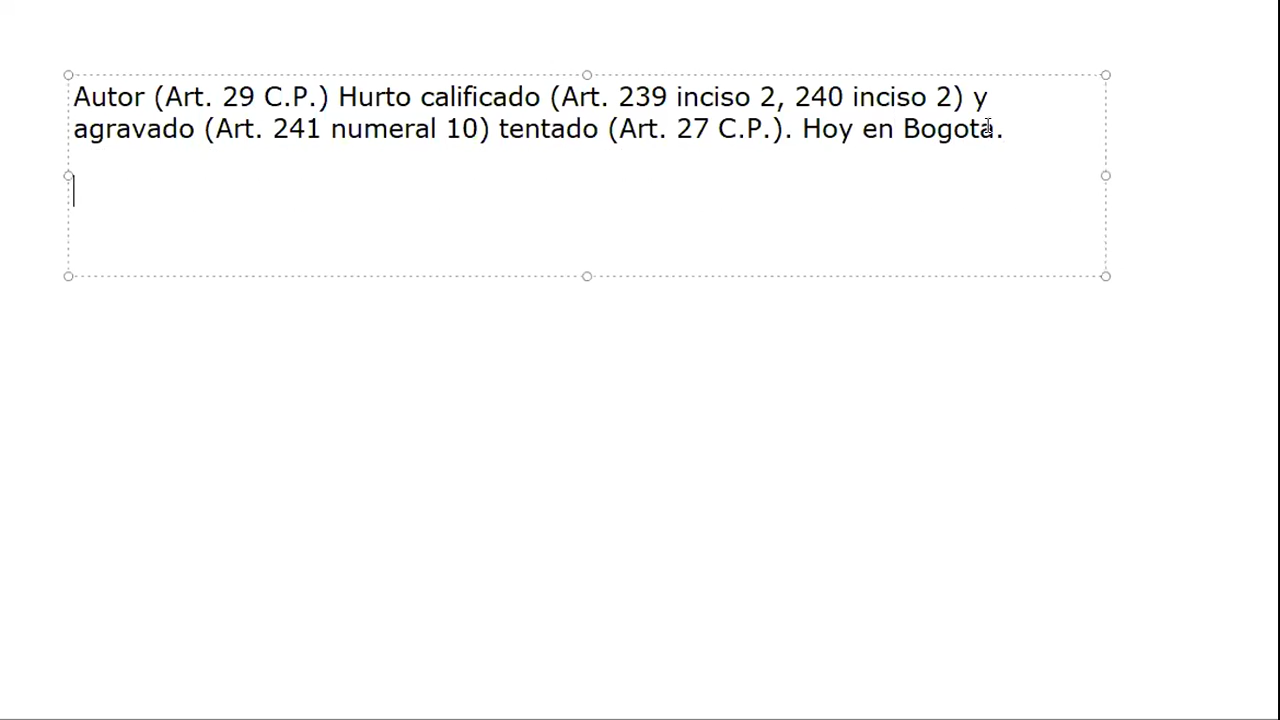 Autor (Art. 29 C.P.) Hurto calificado (Art. 239 inciso 2, 240 inciso 2) y
agravado (Art. 241 numeral 10) tentado (Art. 27 C.P.). Hoy en Bogotá.